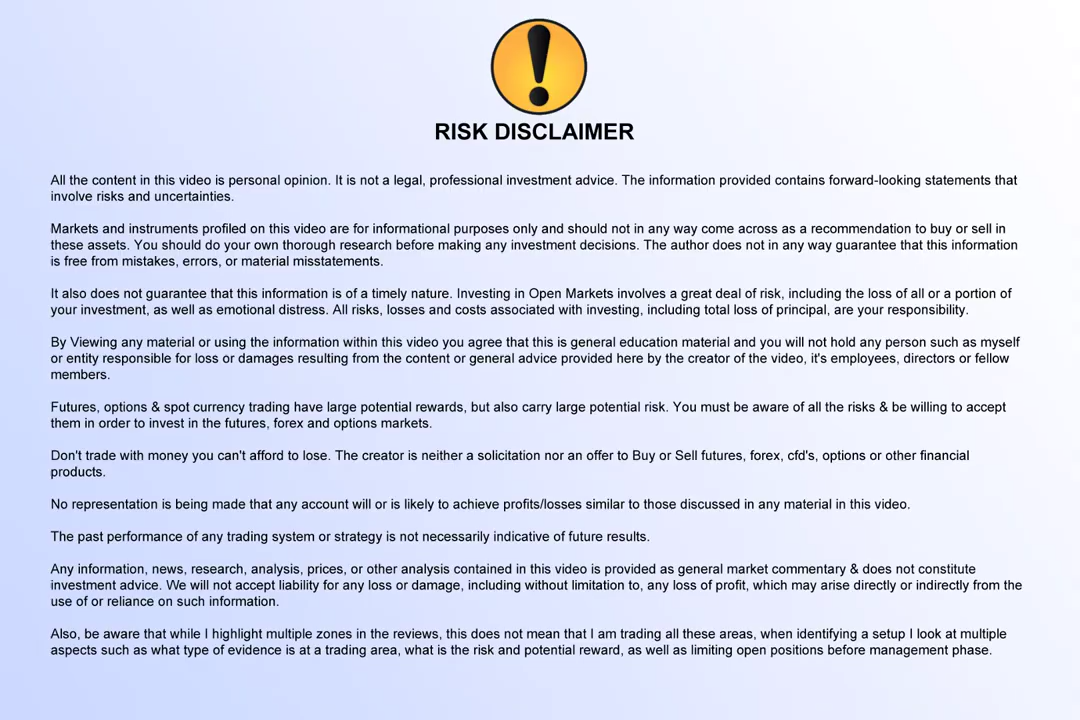 RISK DISCLAIMER
All the content in this video is personal opinion. It is not a legal, professional investment advice. The information provided contains forward-looking statements that
involve risks and uncertainties.
Markets and instruments profiled on this video are for informational purposes only and should not in any way come across as a recommendation to buy or sell in
these assets. You should do your own thorough research before making any investment decisions. The author does not in any way guarantee that this information
is free from mistakes, errors, or material misstatements.
It also does not guarantee that this information is of a timely nature. Investing in Open Markets involves a great deal of risk, including the loss of all or a portion of
your investment, as well as emotional distress. All risks, losses and costs associated with investing, including total loss of principal, are your responsibility.
By Viewing any material or using the information within this video you agree that this is general education material and you will not hold any person such as myself
or entity responsible for loss or damages resulting from the content or general advice provided here by the creator of the video, it's employees, directors or fellow
members.
Futures, options & spot currency trading have large potential rewards, but also carry large potential risk. You must be aware of all the risks & be willing to accept
them in order to invest in the futures, forex and options markets.
Don't trade with money you can't afford to lose. The creator is neither a solicitation nor an offer to Buy or Sell futures, forex, cfd's, options or other financial
products.
No representation is being made that any account will or is likely to achieve profits/losses similar to those discussed in any material in this video.
The past performance of any trading system or strategy is not necessarily indicative of future results.
Any information, news, research, analysis, prices, or other analysis contained in this video is provided as general market commentary & does not constitute
investment advice. We will not accept liability for any loss or damage, including without limitation to, any loss of profit, which may arise directly or indirectly from the
use of or reliance on such information.
Also, be aware that while I highlight multiple zones in the reviews, this does not mean that I am trading all these areas, when identifying a setup I look at multiple
aspects such as what type of evidence is at a trading area, what is the risk and potential reward, as well as limiting open positions before management phase.